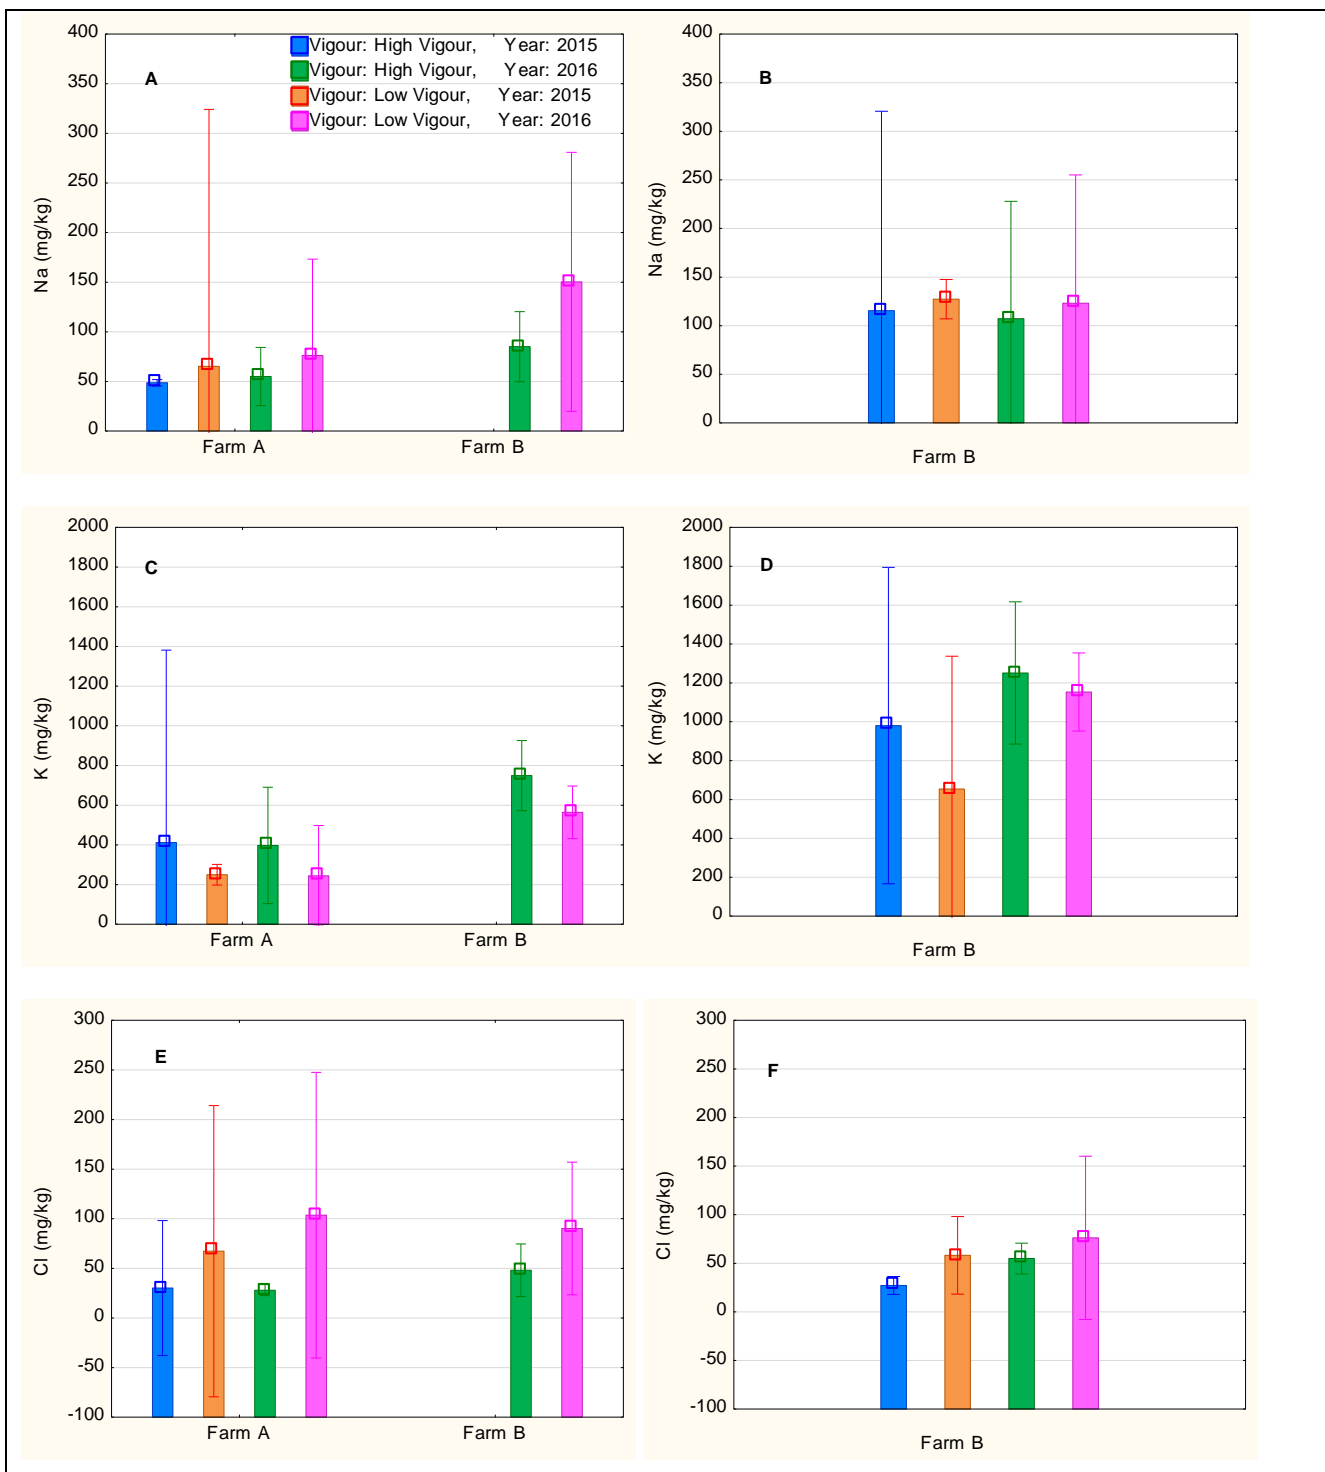 400
350
300
250
200
150
100
50
0
Na (mg/kg)
A
Vigour: High Vigour, Year: 2015
Vigour: High Vigour, Year: 2016
Vigour: Low Vigour, Year: 2015
Vigour: Low Vigour, Year: 2016
Farm A
Farm B
400
350
300
250
200
150
100
50
0
Na (mg/kg)
B
Farm B
2000
1800
1600
1400
1200
1000
800
600
400
200
0
K (mg/kg)
C
Farm A
Farm B
2000
1800
1600
1400
1200
1000
800
600
400
200
0
K (mg/kg)
D
Farm B
300
250
200
150
100
50
0
-50
-100
Cl (mg/kg)
E
Farm A
Farm B
300
250
200
150
100
50
0
-50
-100
Cl (mg/kg)
F
Farm B